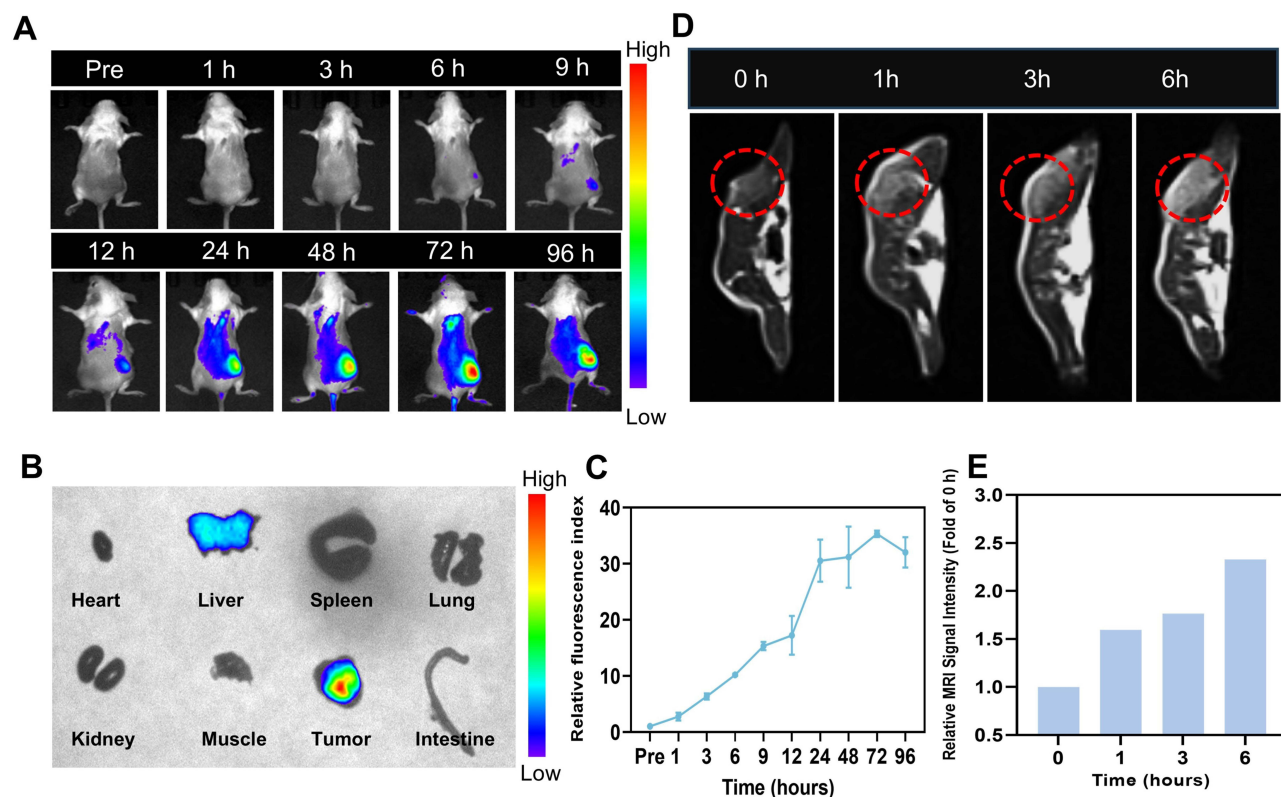 A
High
Pre 1 h 3 h 6 h 9 h
12 h 24 h 48 h 72 h 96 h
Low
D
0 h 1h 3h 6h
B
High
Heart Liver Spleen Lung
Kidney Muscle Tumor Intestine
Low
C
Relative fluorescence index
40
30
20
10
0
Pre 1 3 6 9 12 24 48 72 96
Time (hours)
E
Relative MRI Signal Intensity (Fold of 0 h)
3.0
2.5
2.0
1.5
1.0
0.5
0 1 3 6
Time (hours)